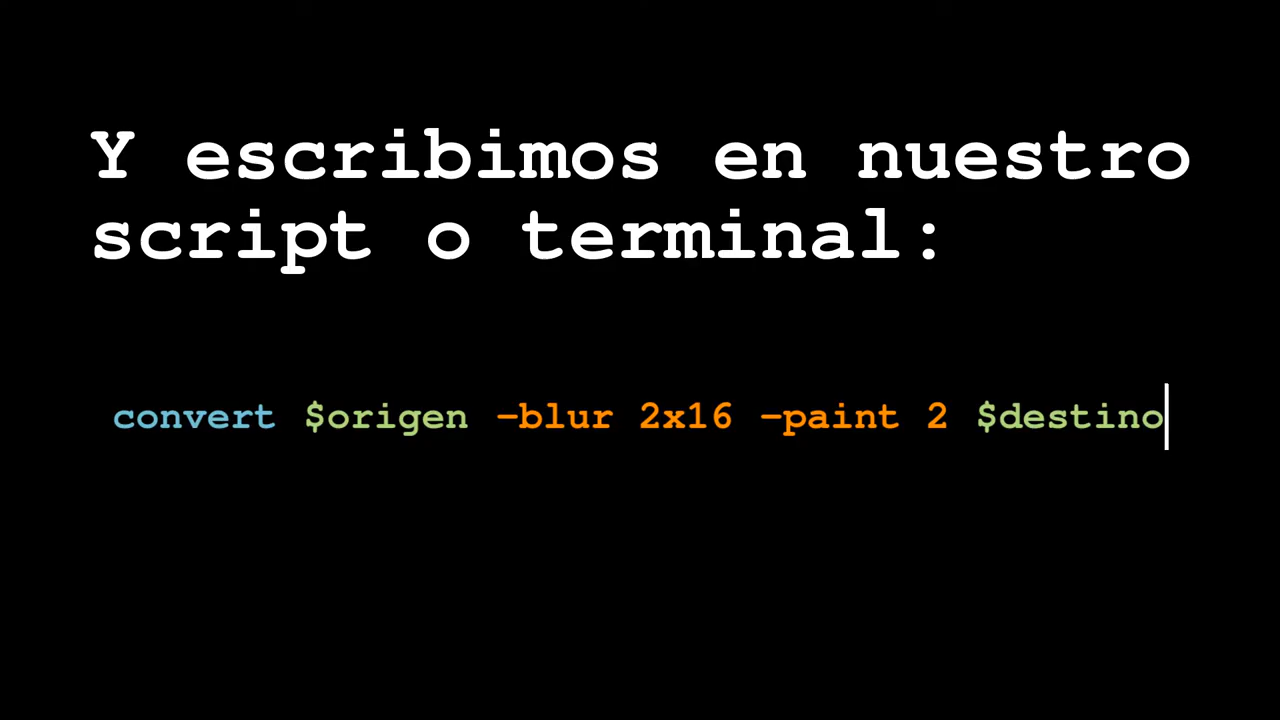 Y escribimos en nuestro
script o terminal:
convert $origen -blur 2x16 -paint 2 $destino